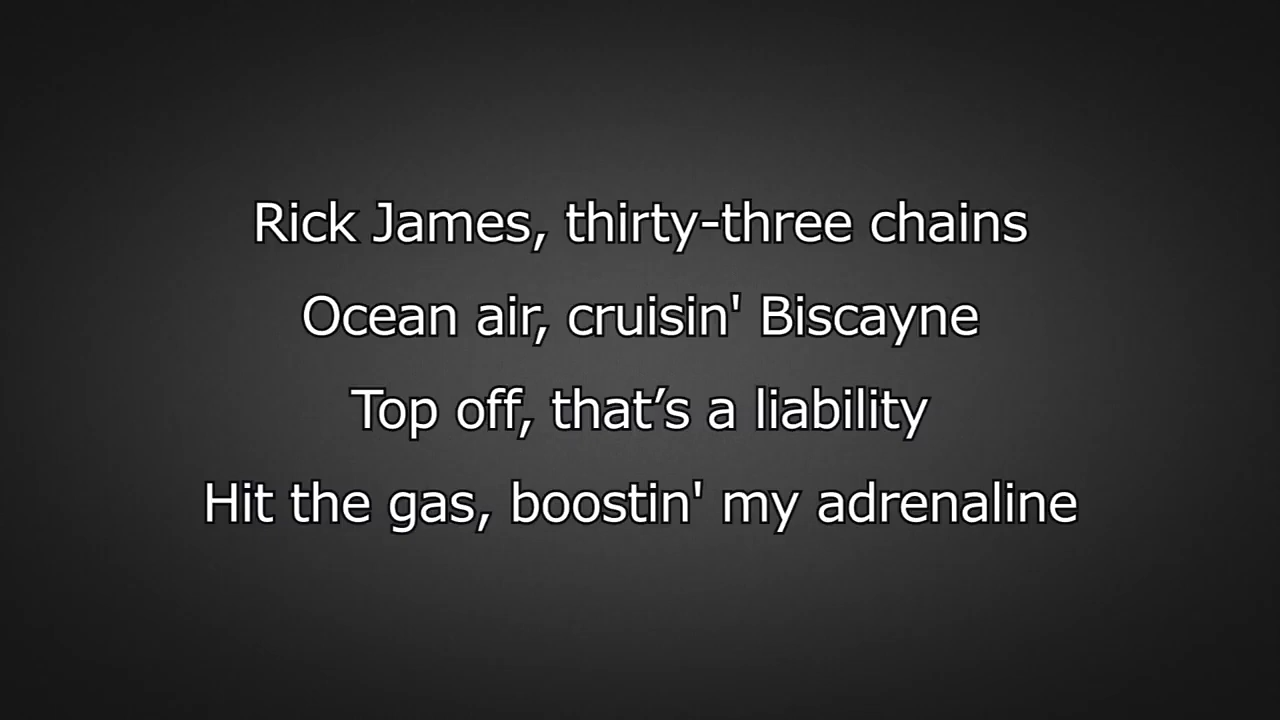 Rick James, thirty-three chains
Ocean air, cruisin' Biscayne
Top off, that’s a liability
Hit the gas, boostin' my adrenaline